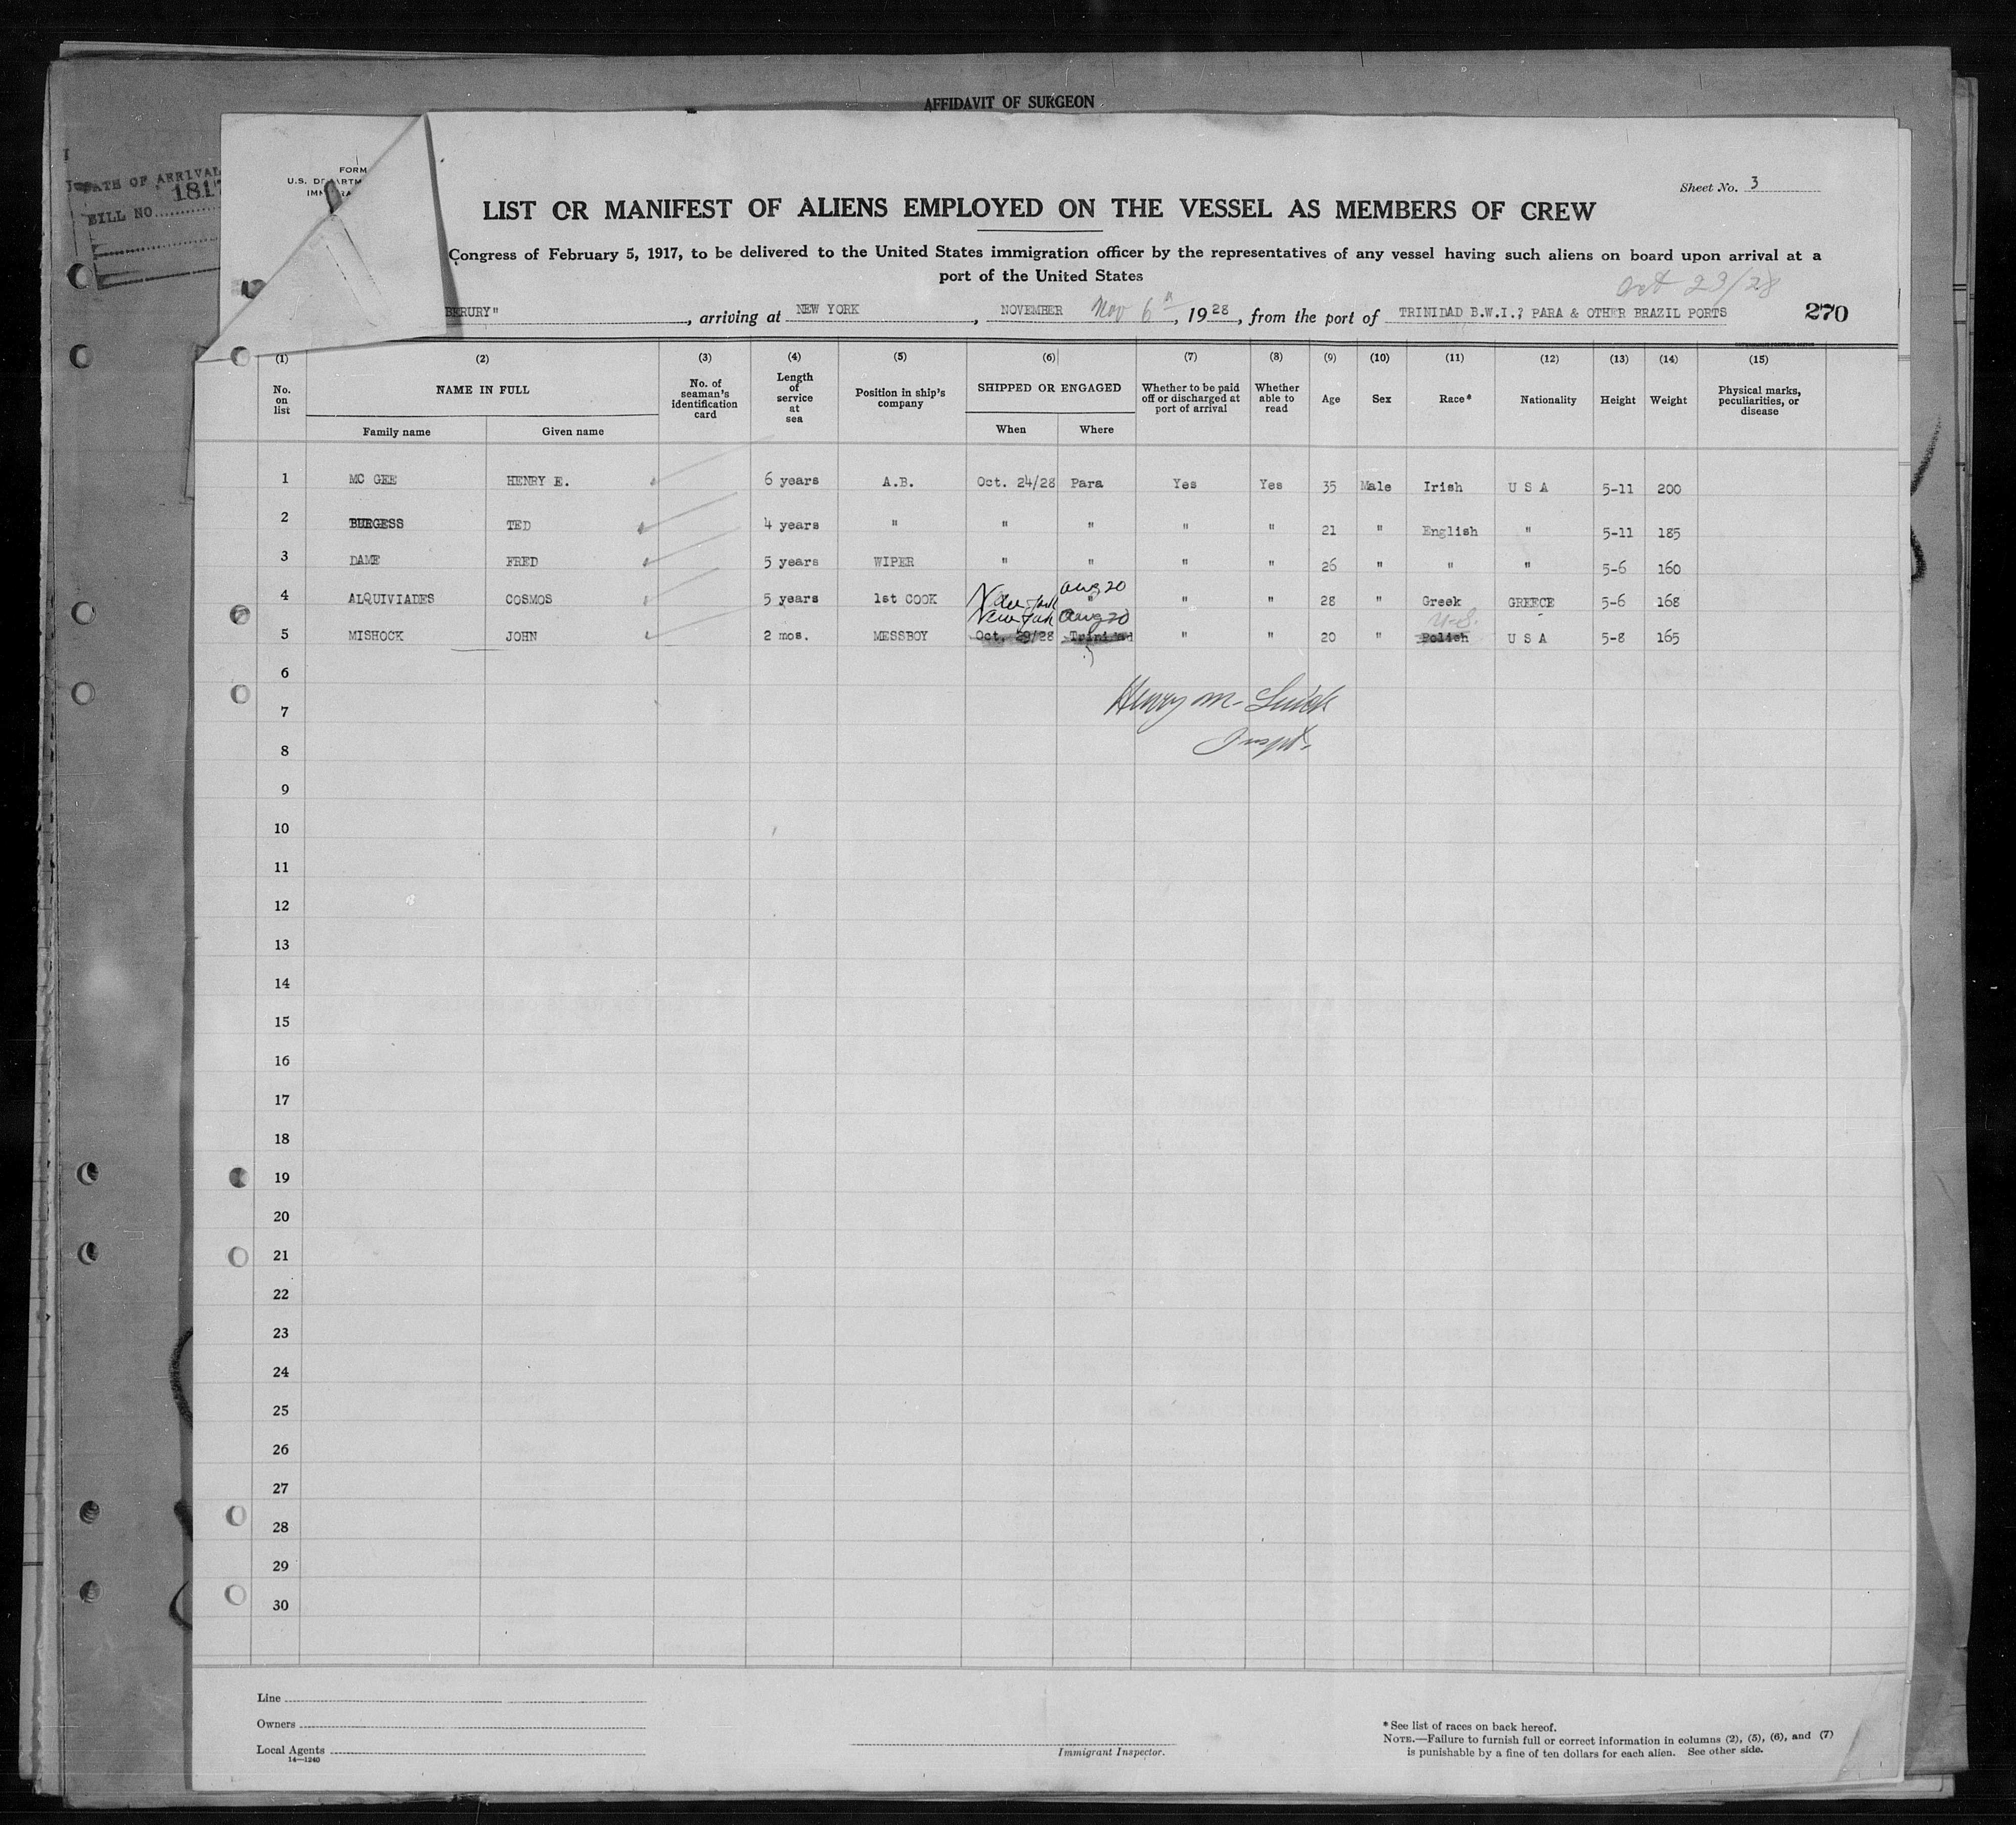 AFFIDAVIT OF SURGEON
DATE OF ARRIVAL
1817
BILL NO.
FORM
U.S. DEPARTM
IMMIGRA
Sheet No. 3
LIST OR MANIFEST OF ALIENS EMPLOYED ON THE VESSEL AS MEMBERS OF CREW
Congress of February 5, 1917, to be delivered to the United States immigration officer by the representatives of any vessel having such aliens on board upon arrival at a
port of the United States
Oct 29/28
BERURY", arriving at NEW YORK, NOVEMBER Nov 6th, 1928, from the port of TRINIDAD B.W.I.; PARA & OTHER BRAZIL PORTS 270
(1) (2) (3) (4) (5) (6) (7) (8) (9) (10) (11) (12) (13) (14) (15)
No. on list NAME IN FULL No. of seaman's identification card Length of service at sea Position in ship's company SHIPPED OR ENGAGED Whether to be paid off or discharged at port of arrival Whether able to read Age Sex Race* Nationality Height Weight Physical marks, peculiarities, or disease
Family name Given name When Where
1 MC GEE HENRY E. 6 years A.B. Oct. 24/28 Para Yes Yes 35 Male Irish U S A 5-11 200
2 BURGESS TED 4 years " " " " " 21 " English " 5-11 185
3 DAME FRED 5 years WIPER " " " " 26 " " " 5-6 160
New York Aug 20
4 ALQUIVIADES COSMOS 5 years 1st COOK " " " 28 " Greek GREECE 5-6 168
New York Aug 20 U-S.
5 MISHOCK JOHN 2 mos. MESSBOY Oct. 29/28 Trinidad " " 20 " Polish U S A 5-8 165
6
Henry M.
7
Inspt.
8
9
10
11
12
13
14
15
16
17
18
19
20
21
22
23
24
25
26
27
28
29
30
Line
Owners
Local Agents
14—1240
Immigrant Inspector.
* See list of races on back hereof.
NOTE.—Failure to furnish full or correct information in columns (2), (5), (6), and (7)
is punishable by a fine of ten dollars for each alien. See other side.